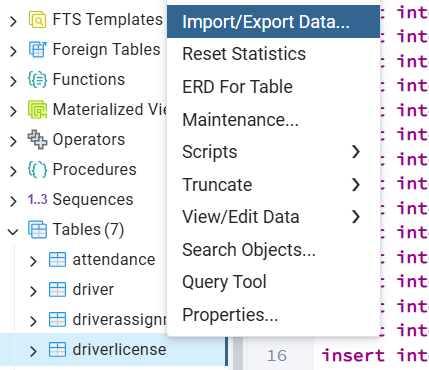 FTS Templates
Foreign Tables
Functions
Materialized Vie
Operators
Procedures
1..3 Sequences
Tables (7)
attendance
driver
driverassignn
driverlicense
Import/Export Data...
Reset Statistics
ERD For Table
Maintenance...
Scripts
Truncate
View/Edit Data
Search Objects...
Query Tool
Properties...
t int
t int
t int
t int
t int
t int
t int
t int
t int
t int
t int
t int
t int
t int
16 insert int